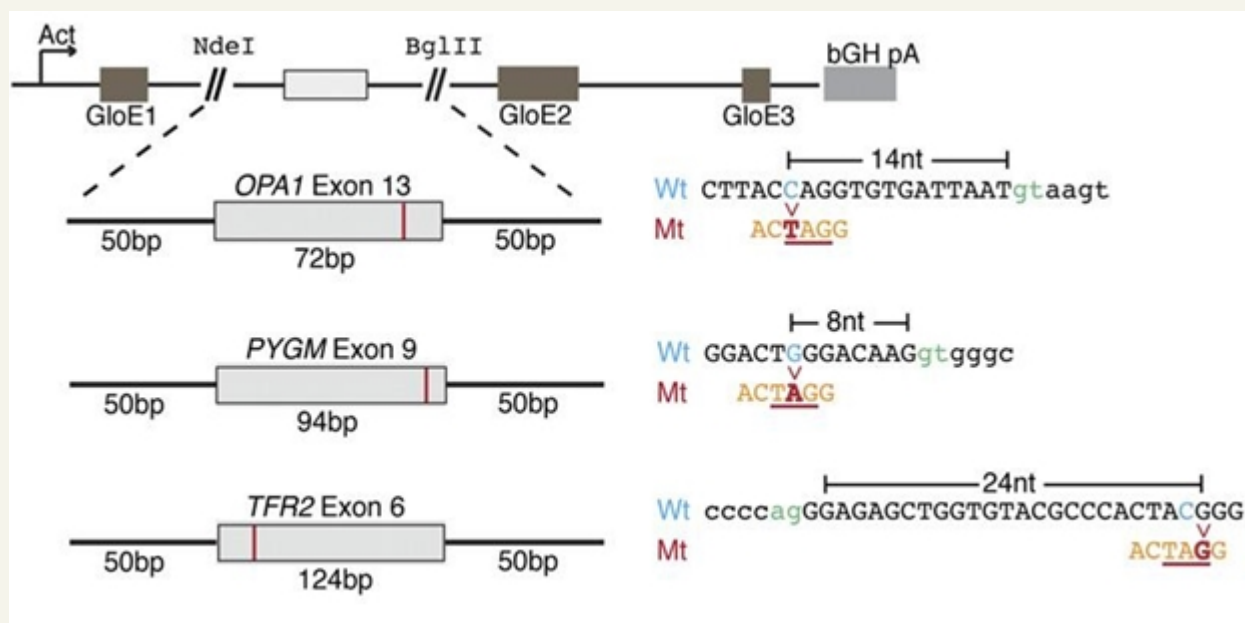 Act
NdeI
BglII
bGH pA
GloE1
GloE2
GloE3
OPA1 Exon 13
50bp
72bp
50bp
14nt
Wt CTTACCAGGTGTGATTAATgtaagt
Mt ACTAGG
PYGM Exon 9
50bp
94bp
50bp
8nt
Wt GGACTGGGACAAGgtgggc
Mt ACTAGG
TFR2 Exon 6
50bp
124bp
50bp
24nt
Wt ccccagGGAGAGCTGGTGTACGCCCACTACGGG
Mt ACTAGG